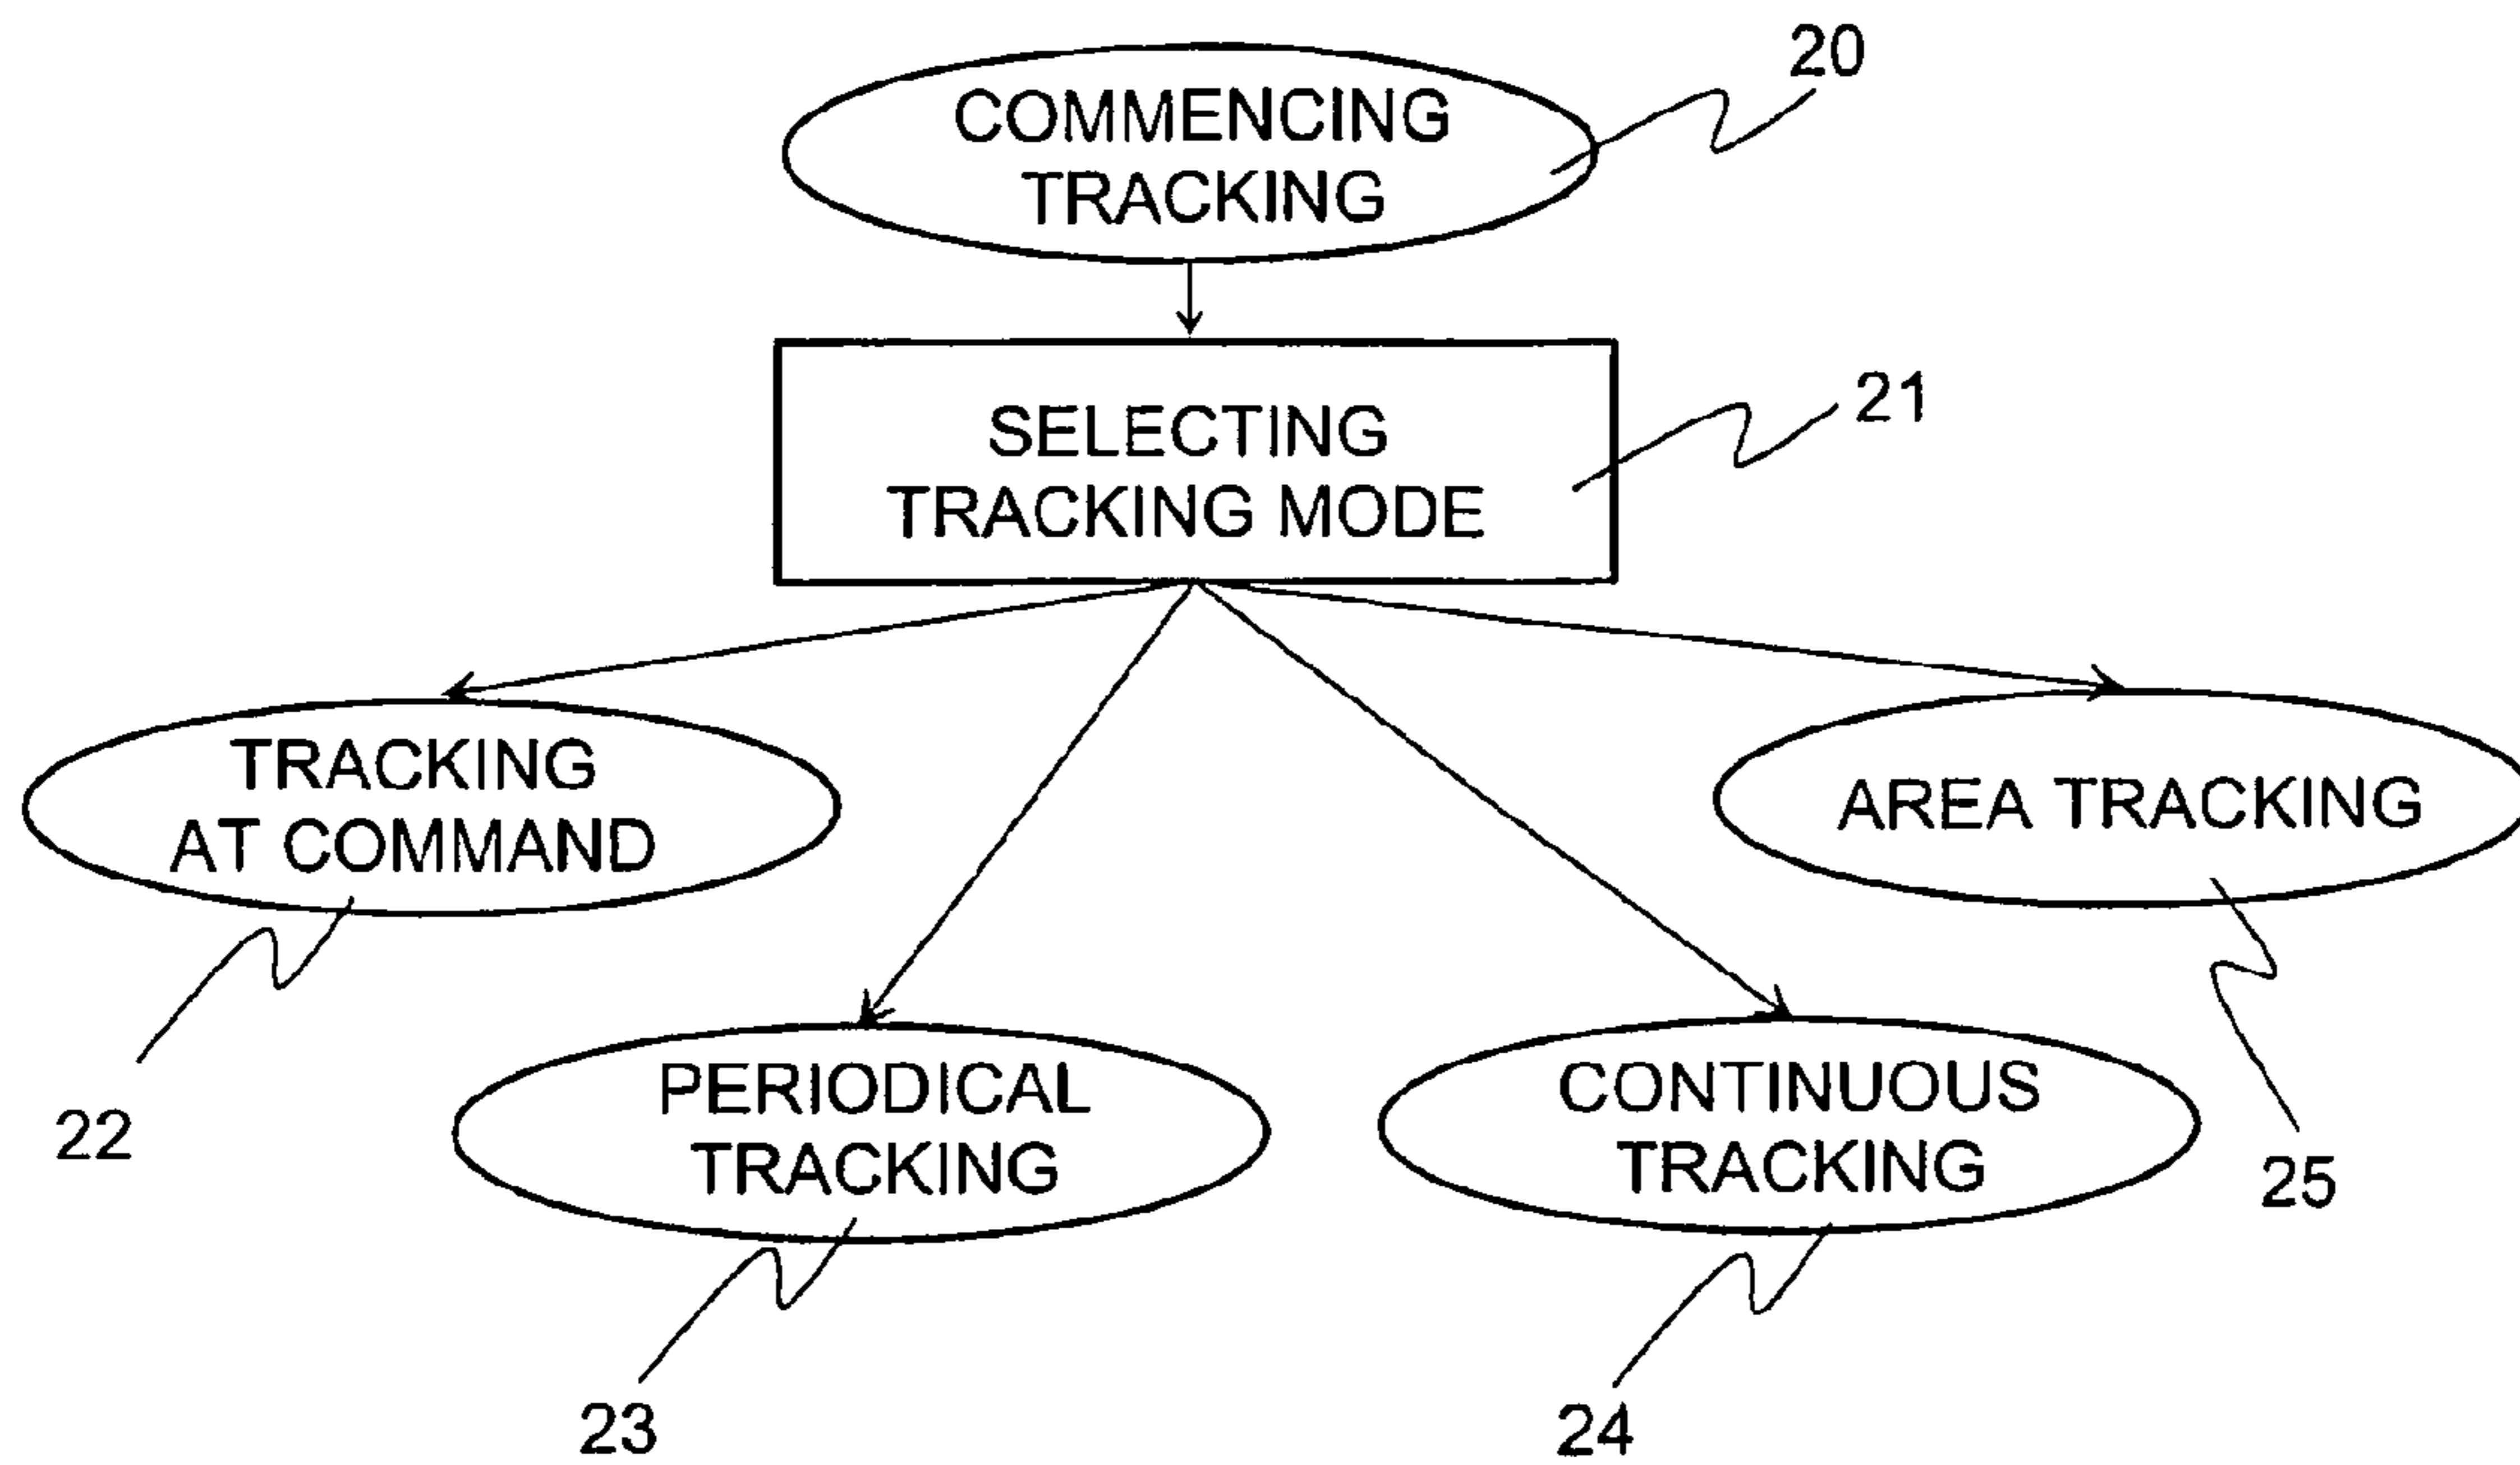 20
COMMENCING
TRACKING
21
SELECTING
TRACKING MODE
TRACKING
AT COMMAND
AREA TRACKING
22
PERIODICAL
TRACKING
CONTINUOUS
TRACKING
25
23
24